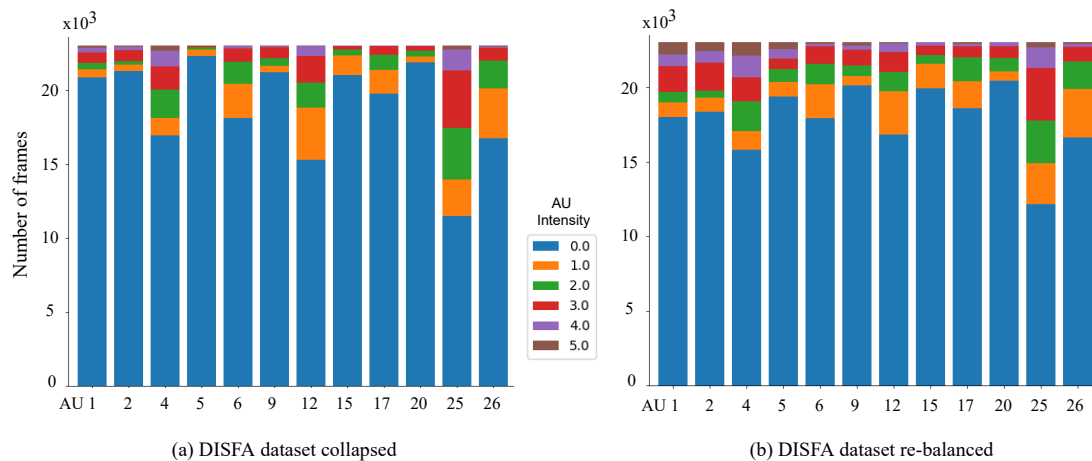 x10³
20
15
10
5
0
Number of frames
AU 1 2 4 5 6 9 12 15 17 20 25 26
(a) DISFA dataset collapsed
AU
Intensity
0.0
1.0
2.0
3.0
4.0
5.0
x10³
20
15
10
5
0
AU 1 2 4 5 6 9 12 15 17 20 25 26
(b) DISFA dataset re-balanced